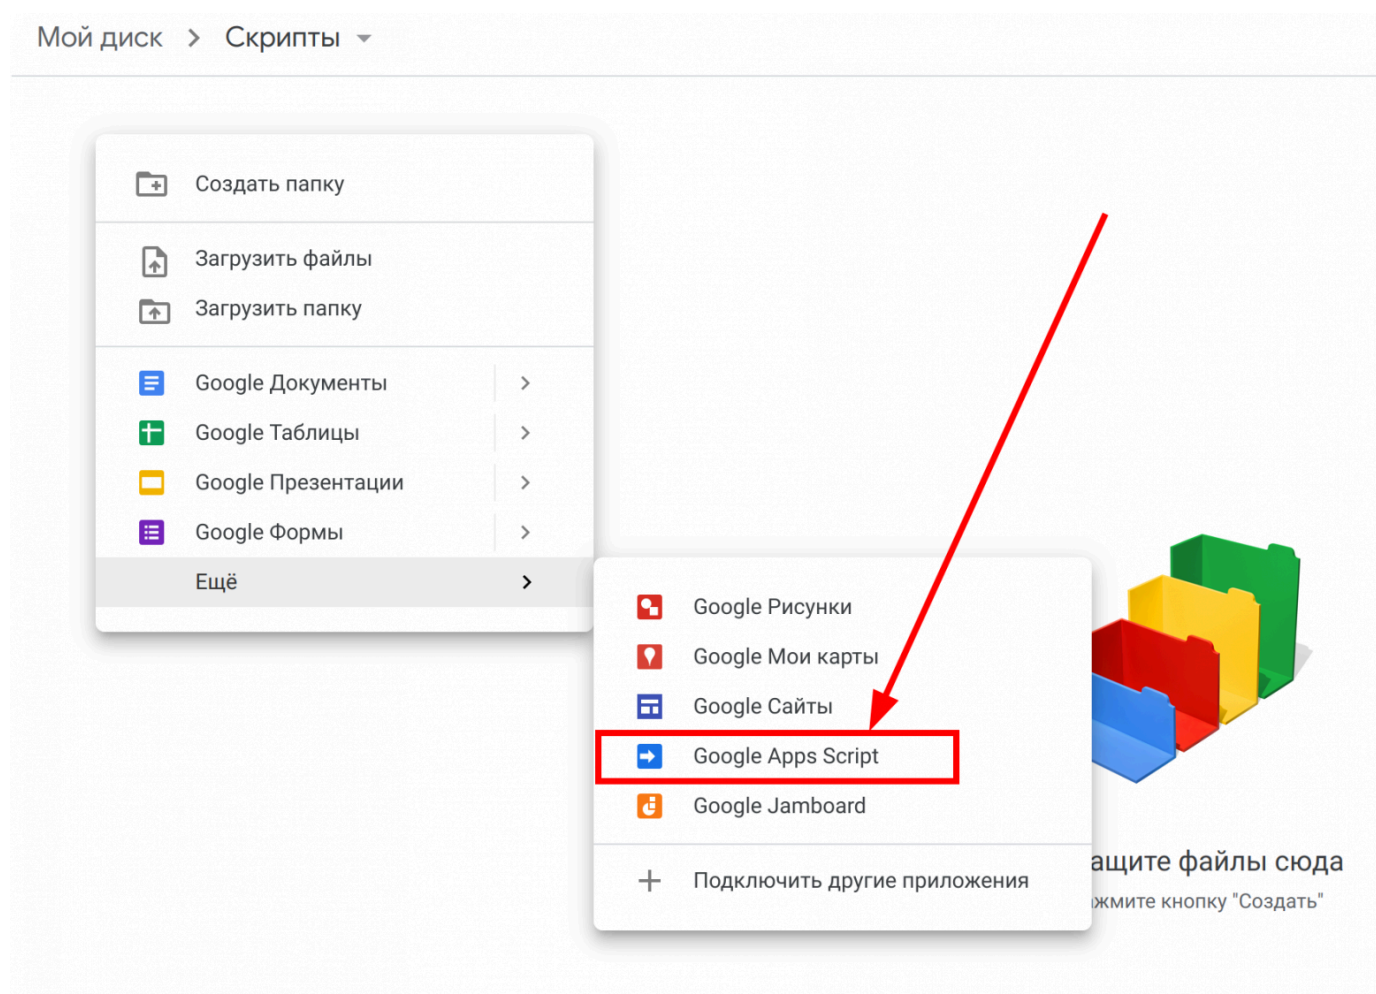 Мой диск > Скрипты
Создать папку
Загрузить файлы
Загрузить папку
Google Документы
Google Таблицы
Google Презентации
Google Формы
Ещё
Google Рисунки
Google Мои карты
Google Сайты
Google Apps Script
Google Jamboard
Подключить другие приложения
ащите файлы сюда
жмите кнопку "Создать"